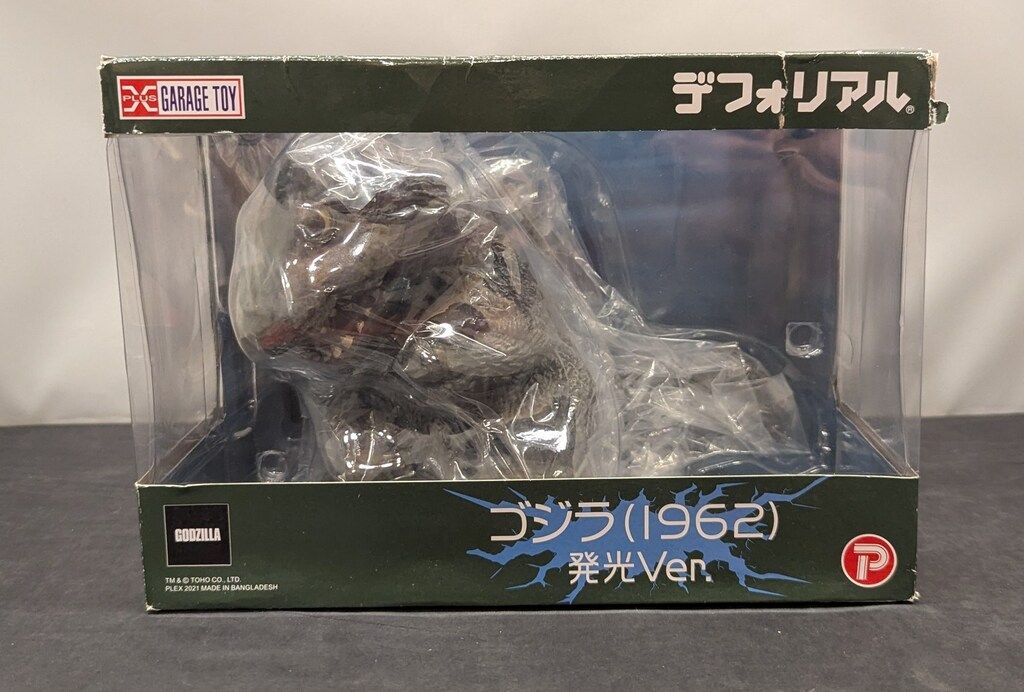 X PLUS GARAGE TOY
デフォリアル®
ゴジラ(1962)
発光Ver.
GODZILLA
TM & © TOHO CO., LTD.
PLEX 2021 MADE IN BANGLADESH
P